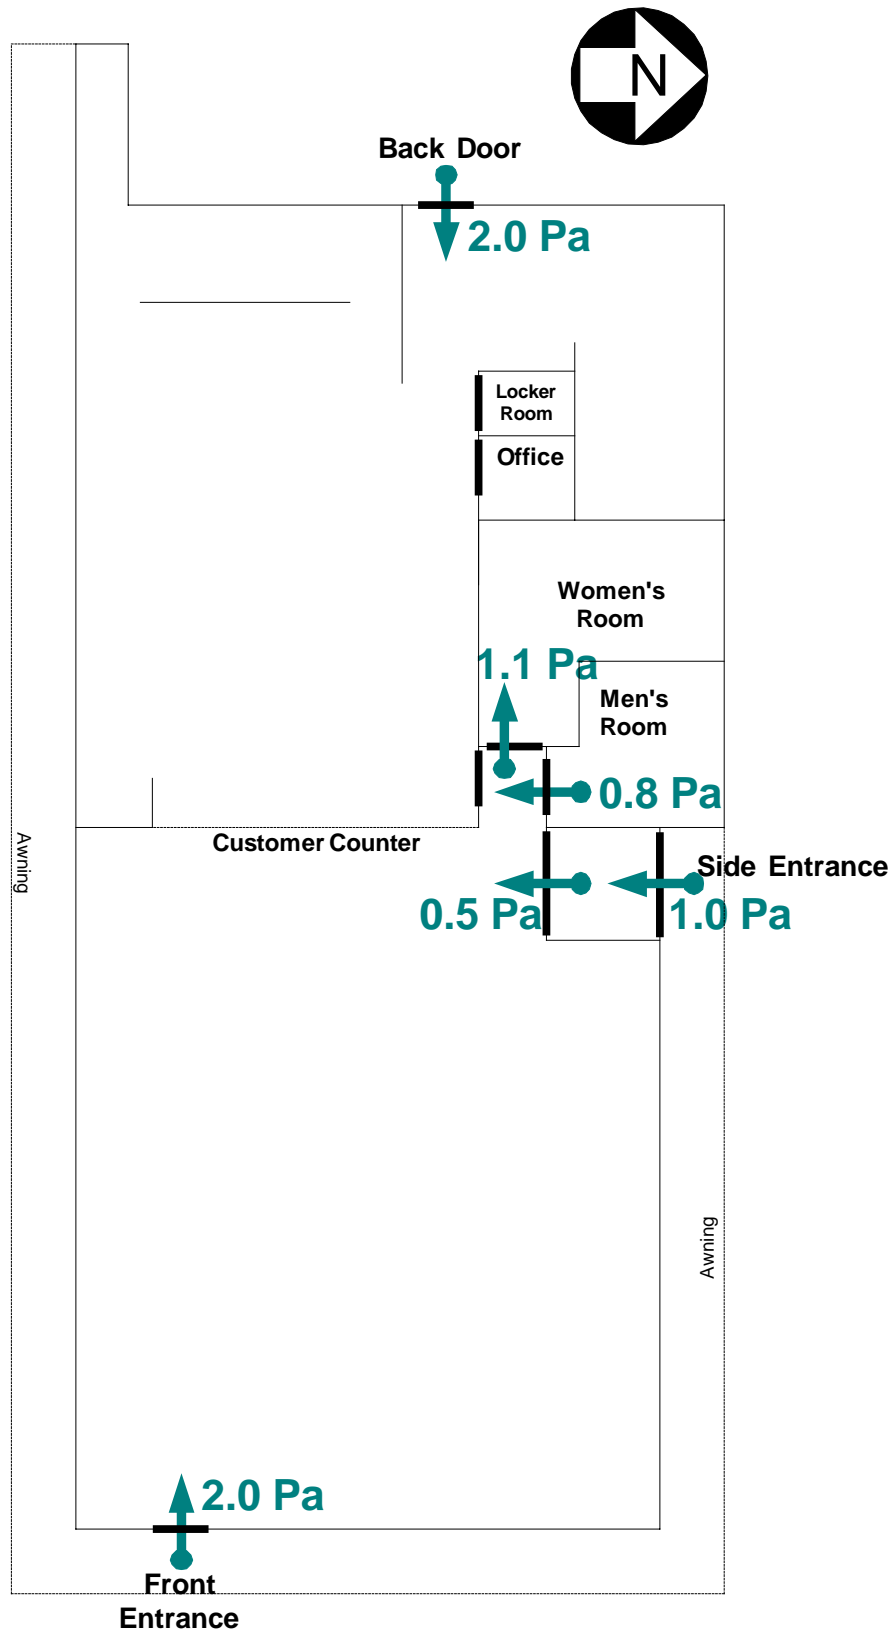 N
Back Door
2.0 Pa
Locker
Room
Office
Women's
Room
1.1 Pa
Men's
Room
0.8 Pa
Customer Counter
Awning
Side Entrance
0.5 Pa
1.0 Pa
Awning
2.0 Pa
Front
Entrance